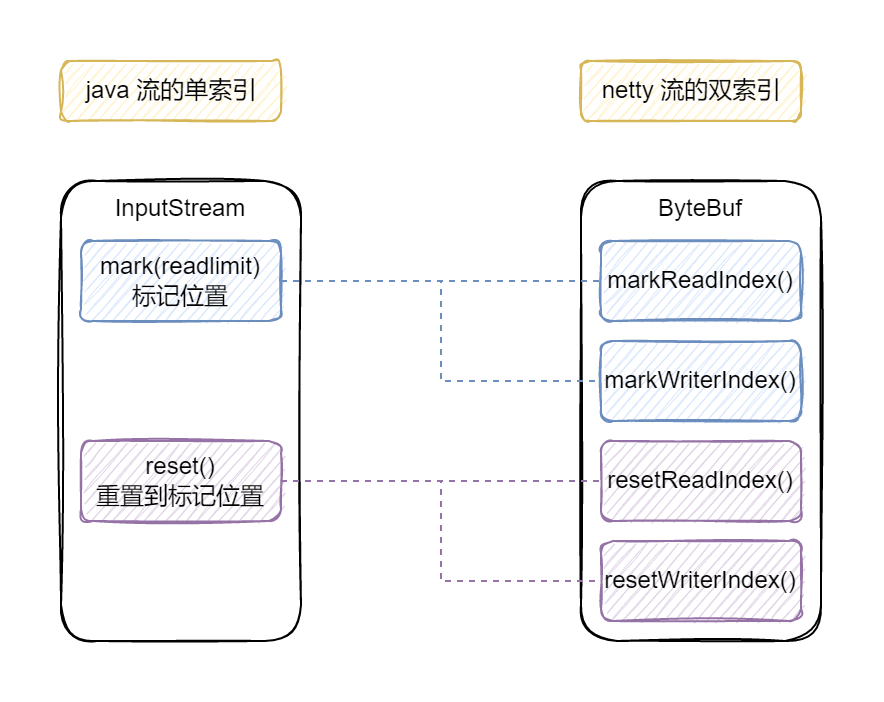 java 流的单索引
netty 流的双索引
InputStream
mark(readlimit)
标记位置
reset()
重置到标记位置
ByteBuf
markReadIndex()
markWriterIndex()
resetReadIndex()
resetWriterIndex()